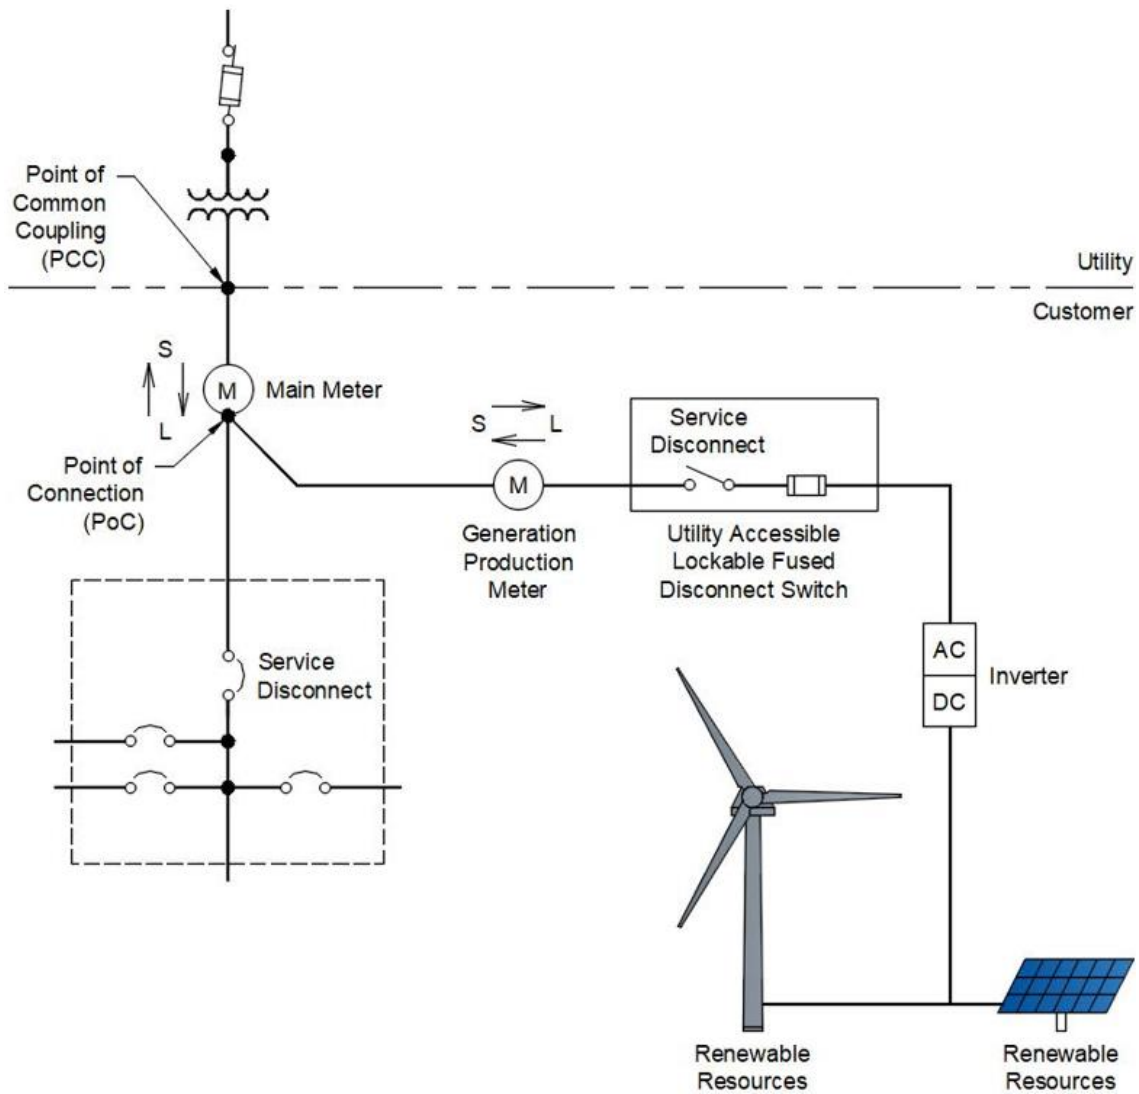 Point of
Common
Coupling
(PCC)
Utility
Customer
S
M
Main Meter
L
Point of
Connection
(PoC)
S
L
M
Generation
Production
Meter
Service
Disconnect
Utility Accessible
Lockable Fused
Disconnect Switch
Service
Disconnect
AC
DC
Inverter
Renewable
Resources
Renewable
Resources